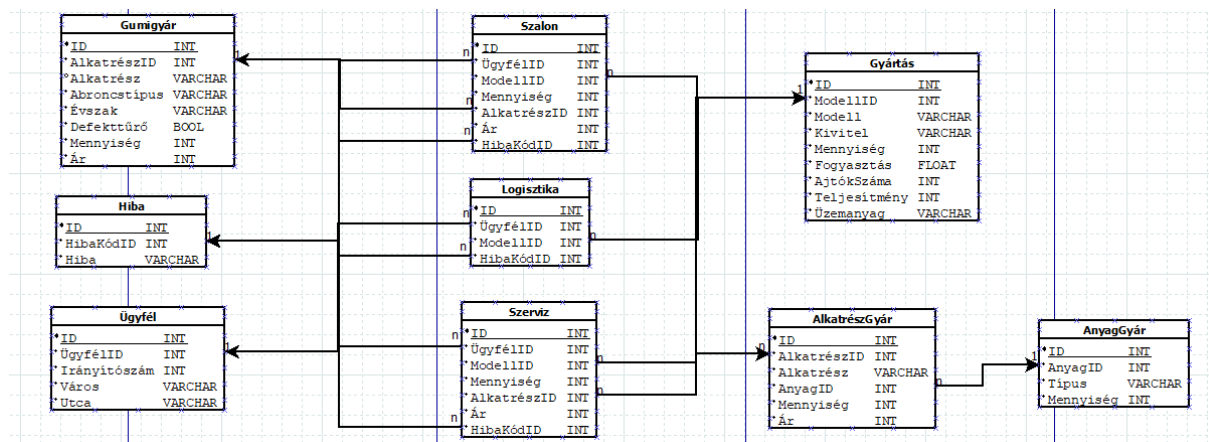 Gumigyár
ID INT
AlkatrészID INT
Alkatrész VARCHAR
Abroncstípus VARCHAR
Évszak VARCHAR
Defekttűrő BOOL
Mennyiség INT
Ár INT
1
Hiba
ID INT
HibaKódID INT
Hiba VARCHAR
1
Ügyfél
ID INT
ÜgyfélID INT
Irányítószám INT
Város VARCHAR
Utca VARCHAR
1
Szalon
ID INT
ÜgyfélID INT
ModellID INT
Mennyiség INT
AlkatrészID INT
Ár INT
HibaKódID INT
n
n
n
n
Logisztika
ID INT
ÜgyfélID INT
ModellID INT
HibaKódID INT
n
n
n
Szerviz
ID INT
ÜgyfélID INT
ModellID INT
Mennyiség INT
AlkatrészID INT
Ár INT
HibaKódID INT
n
n
n
n
Gyártás
ID INT
ModellID INT
Modell VARCHAR
Kivitel VARCHAR
Mennyiség INT
Fogyasztás FLOAT
AjtókSzáma INT
Teljesítmény INT
Üzemanyag VARCHAR
1
AlkatrészGyár
ID INT
AlkatrészID INT
Alkatrész VARCHAR
AnyagID INT
Mennyiség INT
Ár INT
n
n
AnyagGyár
ID INT
AnyagID INT
Típus VARCHAR
Mennyiség INT
1